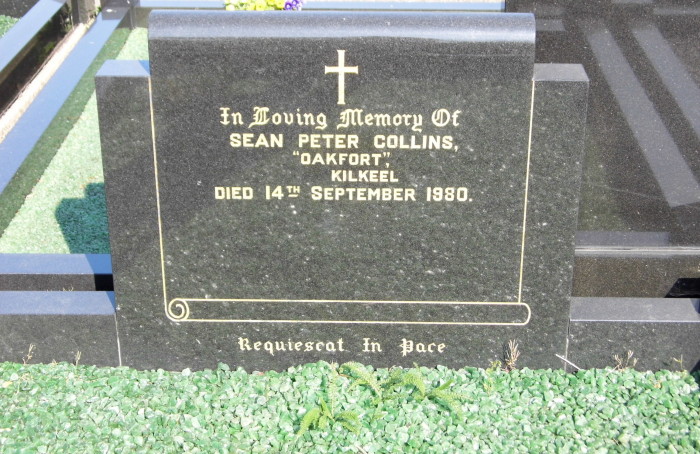 In Loving Memory Of
SEAN PETER COLLINS,
"OAKFORT",
KILKEEL
DIED 14TH SEPTEMBER 1980.
Requiescat In Pace